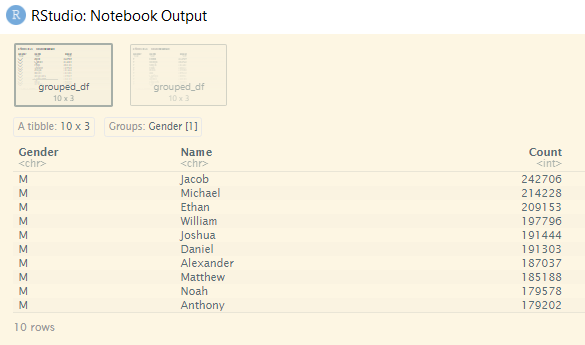 R RStudio: Notebook Output
grouped_df
10 x 3
grouped_df
10 x 3
A tibble: 10 x 3 Groups: Gender [1]
Gender Name Count
<chr> <chr> <int>
M Jacob 242706
M Michael 214228
M Ethan 209153
M William 197796
M Joshua 191444
M Daniel 191303
M Alexander 187037
M Matthew 185188
M Noah 179578
M Anthony 179202
10 rows